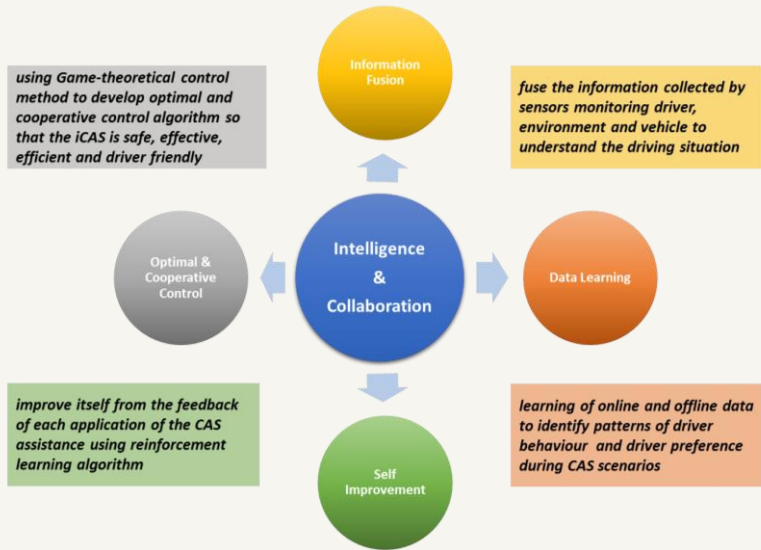 Information
Fusion
using Game-theoretical control
method to develop optimal and
cooperative control algorithm so
that the iCAS is safe, effective,
efficient and driver friendly
fuse the information collected by
sensors monitoring driver,
environment and vehicle to
understand the driving situation
Optimal &
Cooperative
Control
Intelligence
&
Collaboration
Data Learning
improve itself from the feedback
of each application of the CAS
assistance using reinforcement
learning algorithm
learning of online and offline data
to identify patterns of driver
behaviour and driver preference
during CAS scenarios
Self
Improvement